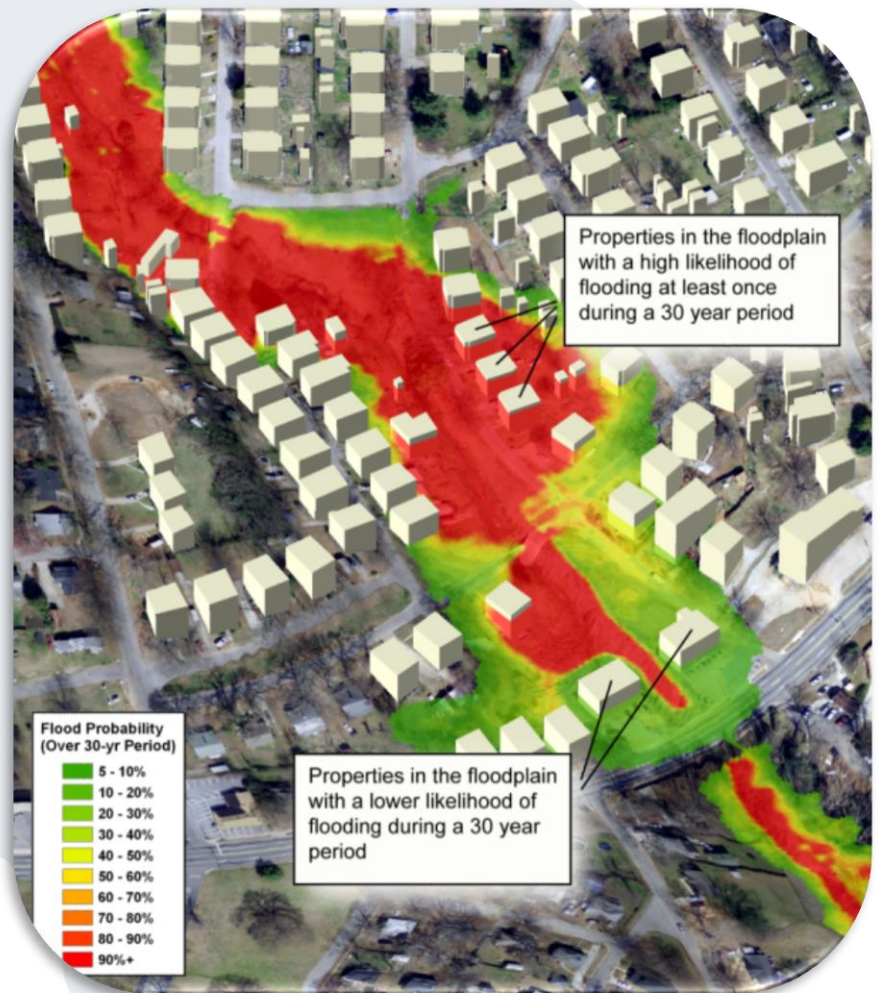 Properties in the floodplain
with a high likelihood of
flooding at least once
during a 30 year period
Flood Probability
(Over 30-yr Period)
5 - 10%
10 - 20%
20 - 30%
30 - 40%
40 - 50%
50 - 60%
60 - 70%
70 - 80%
80 - 90%
90%+
Properties in the floodplain
with a lower likelihood of
flooding during a 30 year
period